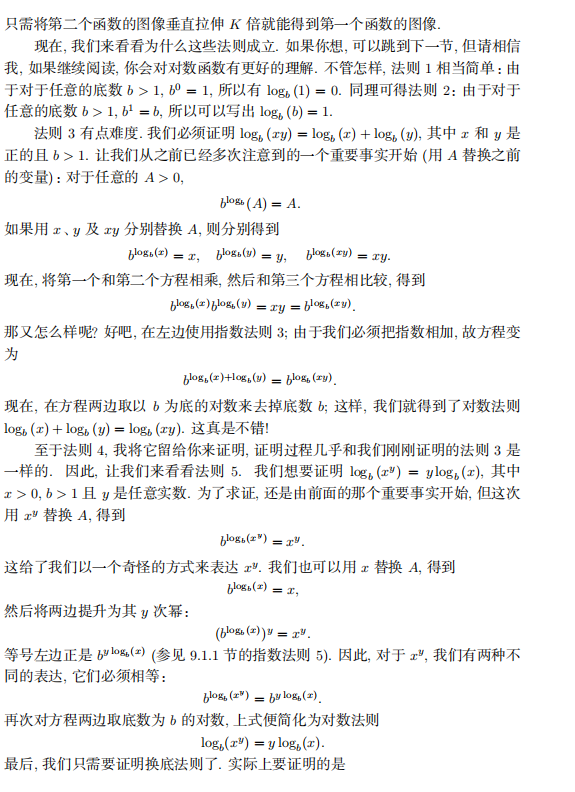 只需将第二个函数的图像垂直拉伸 K 倍就能得到第一个函数的图像.
现在, 我们来看看为什么这些法则成立. 如果你想, 可以跳到下一节, 但请相信
我, 如果继续阅读, 你会对对数函数有更好的理解. 不管怎样, 法则 1 相当简单: 由
于对于任意的底数 b > 1, b⁰ = 1, 所以有 log_b (1) = 0. 同理可得法则 2: 由于对于
任意的底数 b > 1, b¹ = b, 所以可以写出 log_b (b) = 1.
法则 3 有点难度. 我们必须证明 log_b (xy) = log_b (x) + log_b (y), 其中 x 和 y 是
正的且 b > 1. 让我们从之前已经多次注意到的一个重要事实开始 (用 A 替换之前
的变量): 对于任意的 A > 0,
b^{log_b (A)} = A.
如果用 x、y 及 xy 分别替换 A, 则分别得到
b^{log_b (x)} = x, b^{log_b (y)} = y, b^{log_b (xy)} = xy.
现在, 将第一个和第二个方程相乘, 然后和第三个方程相比较, 得到
b^{log_b (x)}b^{log_b (y)} = xy = b^{log_b (xy)}.
那又怎么样呢? 好吧, 在左边使用指数法则 3; 由于我们必须把指数相加, 故方程变
为
b^{log_b (x)+log_b (y)} = b^{log_b (xy)}.
现在, 在方程两边取以 b 为底的对数来去掉底数 b; 这样, 我们就得到了对数法则
log_b (x) + log_b (y) = log_b (xy). 这真是不错!
至于法则 4, 我将它留给你来证明, 证明过程几乎和我们刚刚证明的法则 3 是
一样的. 因此, 让我们来看看法则 5. 我们想要证明 log_b (x^y) = y log_b (x), 其中
x > 0, b > 1 且 y 是任意实数. 为了求证, 还是由前面的那个重要事实开始, 但这次
用 x^y 替换 A, 得到
b^{log_b (x^y)} = x^y.
这给了我们以一个奇怪的方式来表达 x^y. 我们也可以用 x 替换 A, 得到
b^{log_b (x)} = x,
然后将两边提升为其 y 次幂:
(b^{log_b (x)})^y = x^y.
等号左边正是 b^{y log_b (x)} (参见 9.1.1 节的指数法则 5). 因此, 对于 x^y, 我们有两种不
同的表达, 它们必须相等:
b^{log_b (x^y)} = b^{y log_b (x)}.
再次对方程两边取底数为 b 的对数, 上式便简化为对数法则
log_b (x^y) = y log_b (x).
最后, 我们只需要证明换底法则了. 实际上要证明的是